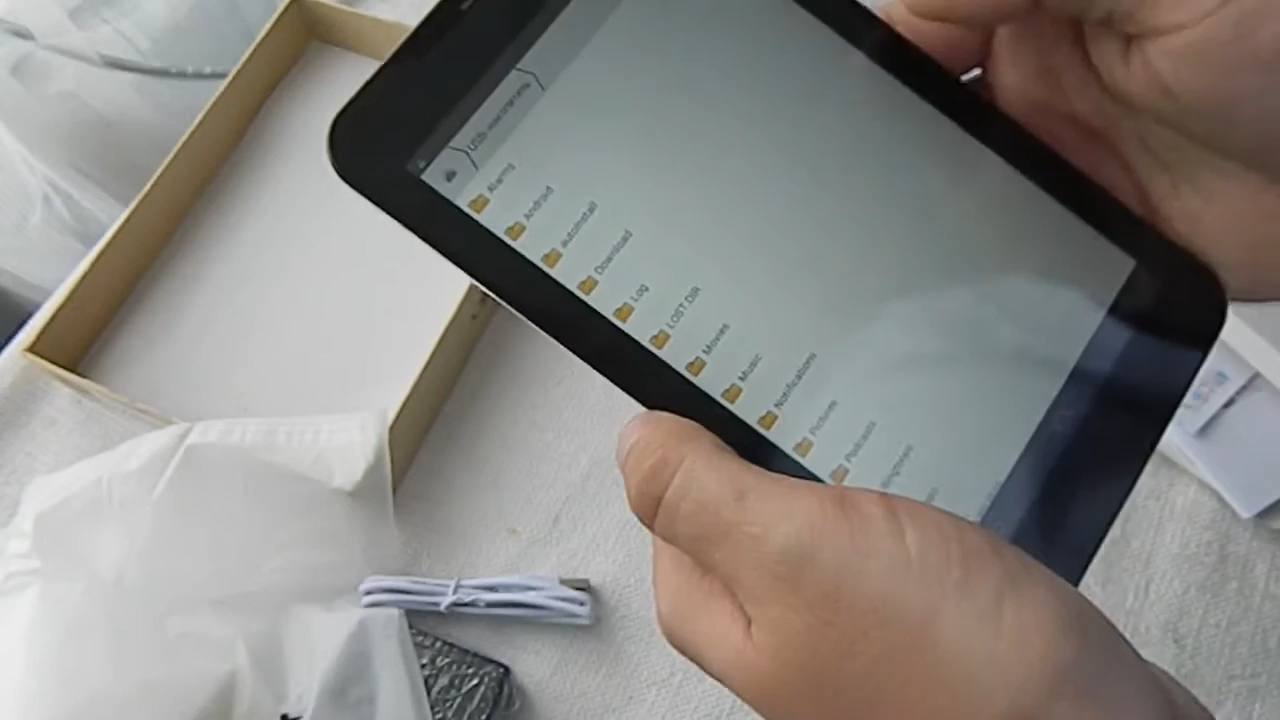 Alarms
Android
autoinstall
Download
Log
LOST.DIR
Movies
Music
Notifications
Pictures
Podcasts